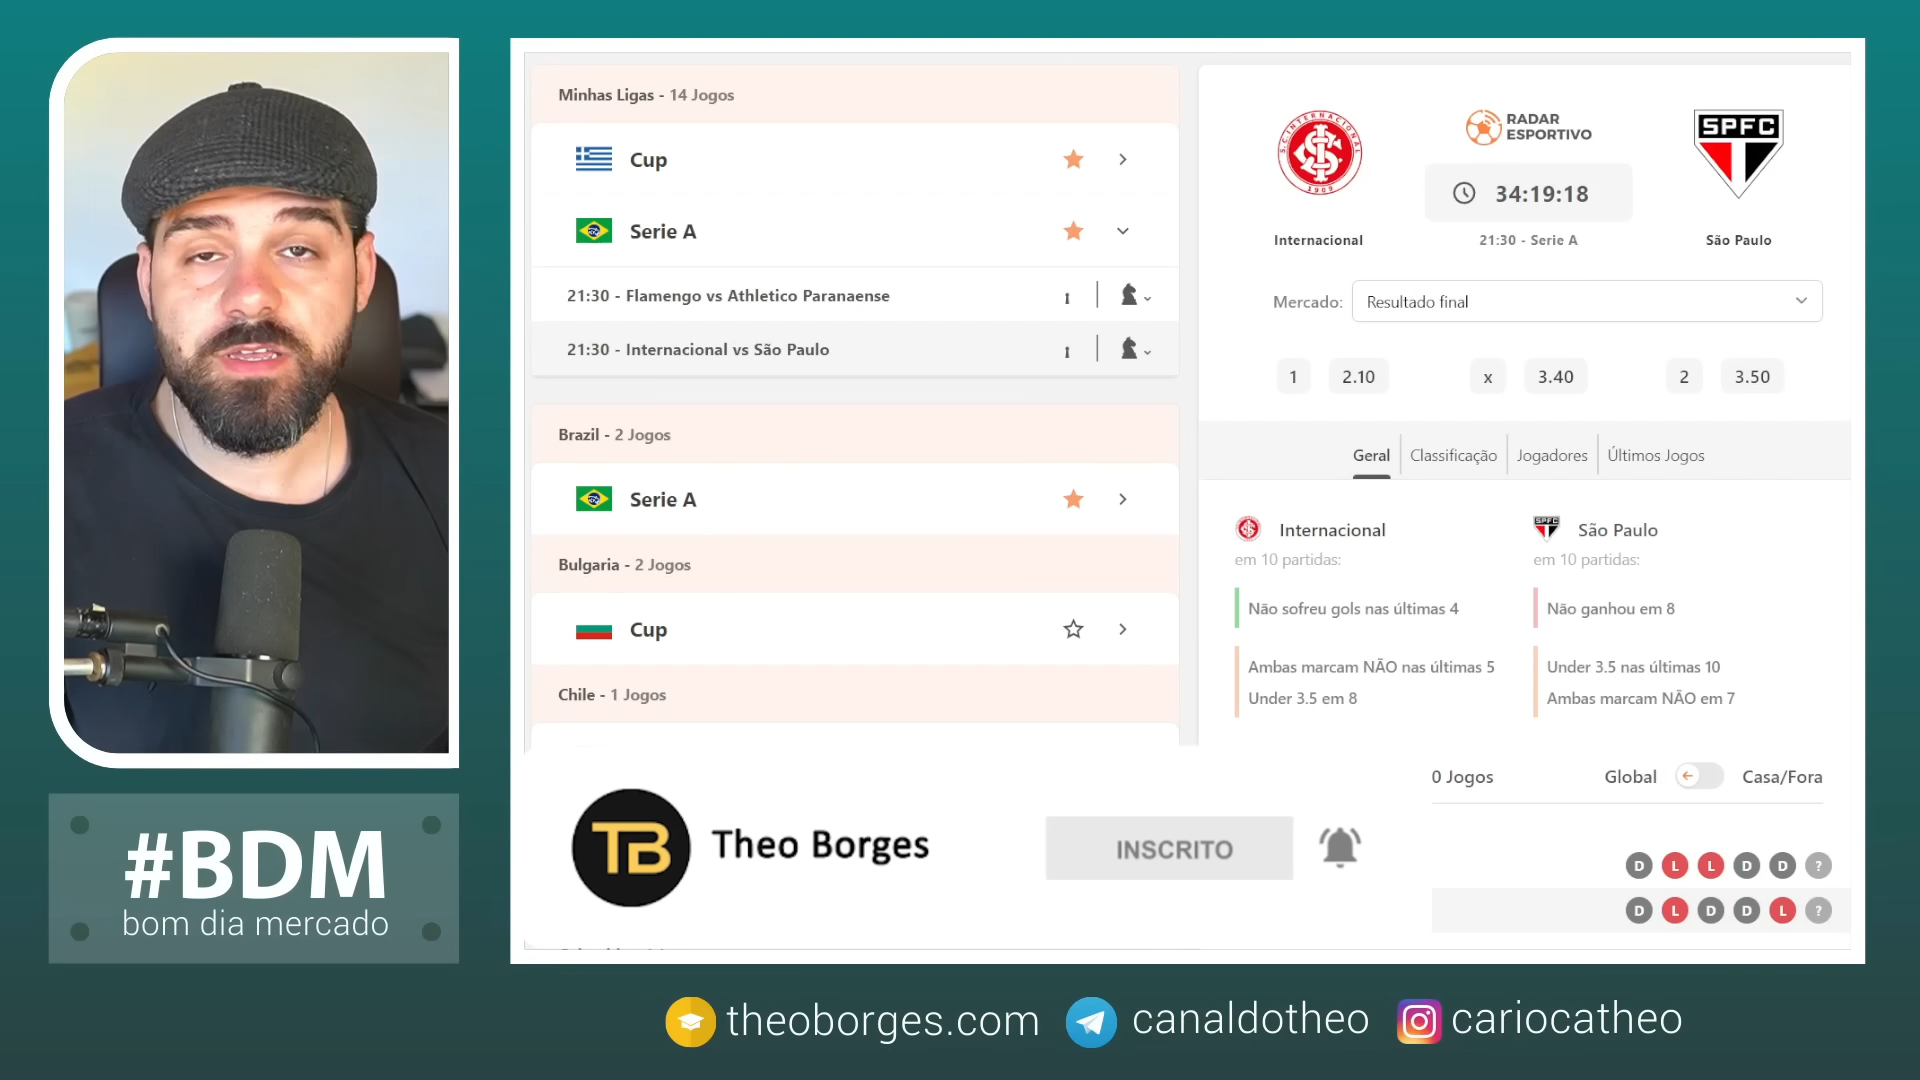 Minhas Ligas - 14 Jogos
Cup
Serie A
21:30 - Flamengo vs Athletico Paranaense
21:30 - Internacional vs São Paulo
Brazil - 2 Jogos
Serie A
Bulgaria - 2 Jogos
Cup
Chile - 1 Jogos
S.C. INTERNACIONAL
1909
RADAR
ESPORTIVO
SPFC
34:19:18
Internacional
21:30 - Serie A
São Paulo
Mercado: Resultado final
1 2.10 x 3.40 2 3.50
Geral Classificação Jogadores Últimos Jogos
Internacional
em 10 partidas:
Não sofreu gols nas últimas 4
Ambas marcam NÃO nas últimas 5
Under 3.5 em 8
SPFC
São Paulo
em 10 partidas:
Não ganhou em 8
Under 3.5 nas últimas 10
Ambas marcam NÃO em 7
0 Jogos Global Casa/Fora
D L L D D ?
D L D D L ?
TB Theo Borges INSCRITO
#BDM
bom dia mercado
theoborges.com canaldotheo cariocatheo